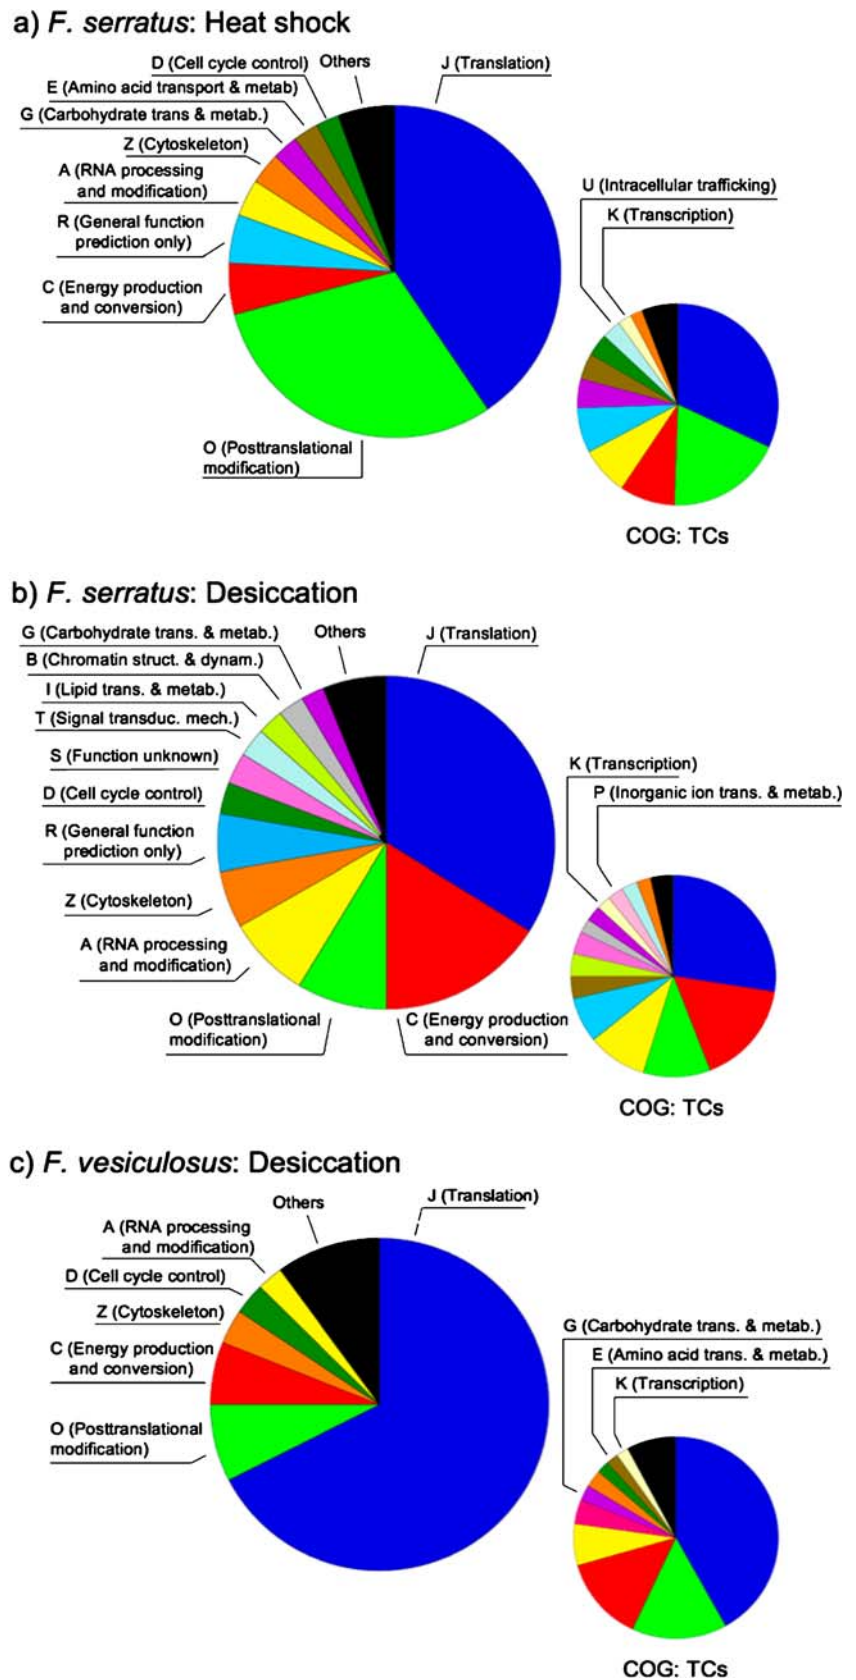 a) F. serratus: Heat shock
D (Cell cycle control)
Others
J (Translation)
E (Amino acid transport & metab)
G (Carbohydrate trans & metab.)
Z (Cytoskeleton)
A (RNA processing
and modification)
R (General function
prediction only)
C (Energy production
and conversion)
O (Posttranslational
modification)
U (Intracellular trafficking)
K (Transcription)
COG: TCs
b) F. serratus: Desiccation
G (Carbohydrate trans. & metab.)
Others
J (Translation)
B (Chromatin struct. & dynam.)
I (Lipid trans. & metab.)
T (Signal transduc. mech.)
S (Function unknown)
D (Cell cycle control)
R (General function
prediction only)
Z (Cytoskeleton)
A (RNA processing
and modification)
O (Posttranslational
modification)
C (Energy production
and conversion)
K (Transcription)
P (Inorganic ion trans. & metab.)
COG: TCs
c) F. vesiculosus: Desiccation
Others
J (Translation)
A (RNA processing
and modification)
D (Cell cycle control)
Z (Cytoskeleton)
C (Energy production
and conversion)
O (Posttranslational
modification)
G (Carbohydrate trans. & metab.)
E (Amino acid trans. & metab.)
K (Transcription)
COG: TCs